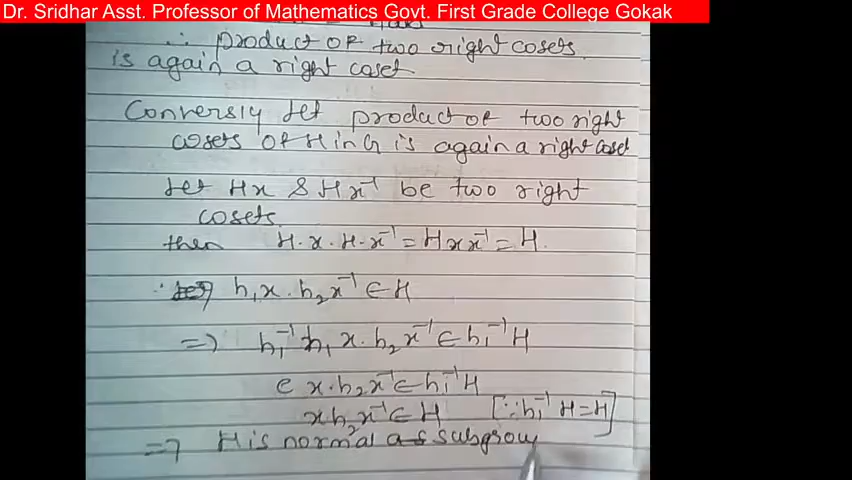 Dr. Sridhar Asst. Professor of Mathematics Govt. First Grade College Gokak
∴ product of two right cosets
is again a right coset
Conversly let product of two right
cosets of H in G is again a right coset
let Hx & Hx⁻¹ be two right
cosets
then H·x·H·x⁻¹ = Hxx⁻¹ = H.
h₁x·h₂x⁻¹ ∈ H
=> h₁⁻¹h₁x·h₂x⁻¹ ∈ h₁⁻¹H
e x·h₂x⁻¹ ∈ h₁⁻¹H
xh₂x⁻¹ ∈ H [∵ h₁⁻¹H = H]
=> H is normal subgrou